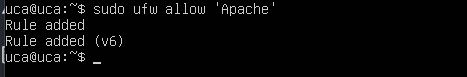 uca@uca:~$ sudo ufw allow 'Apache'
Rule added
Rule added (v6)
uca@uca:~$ _